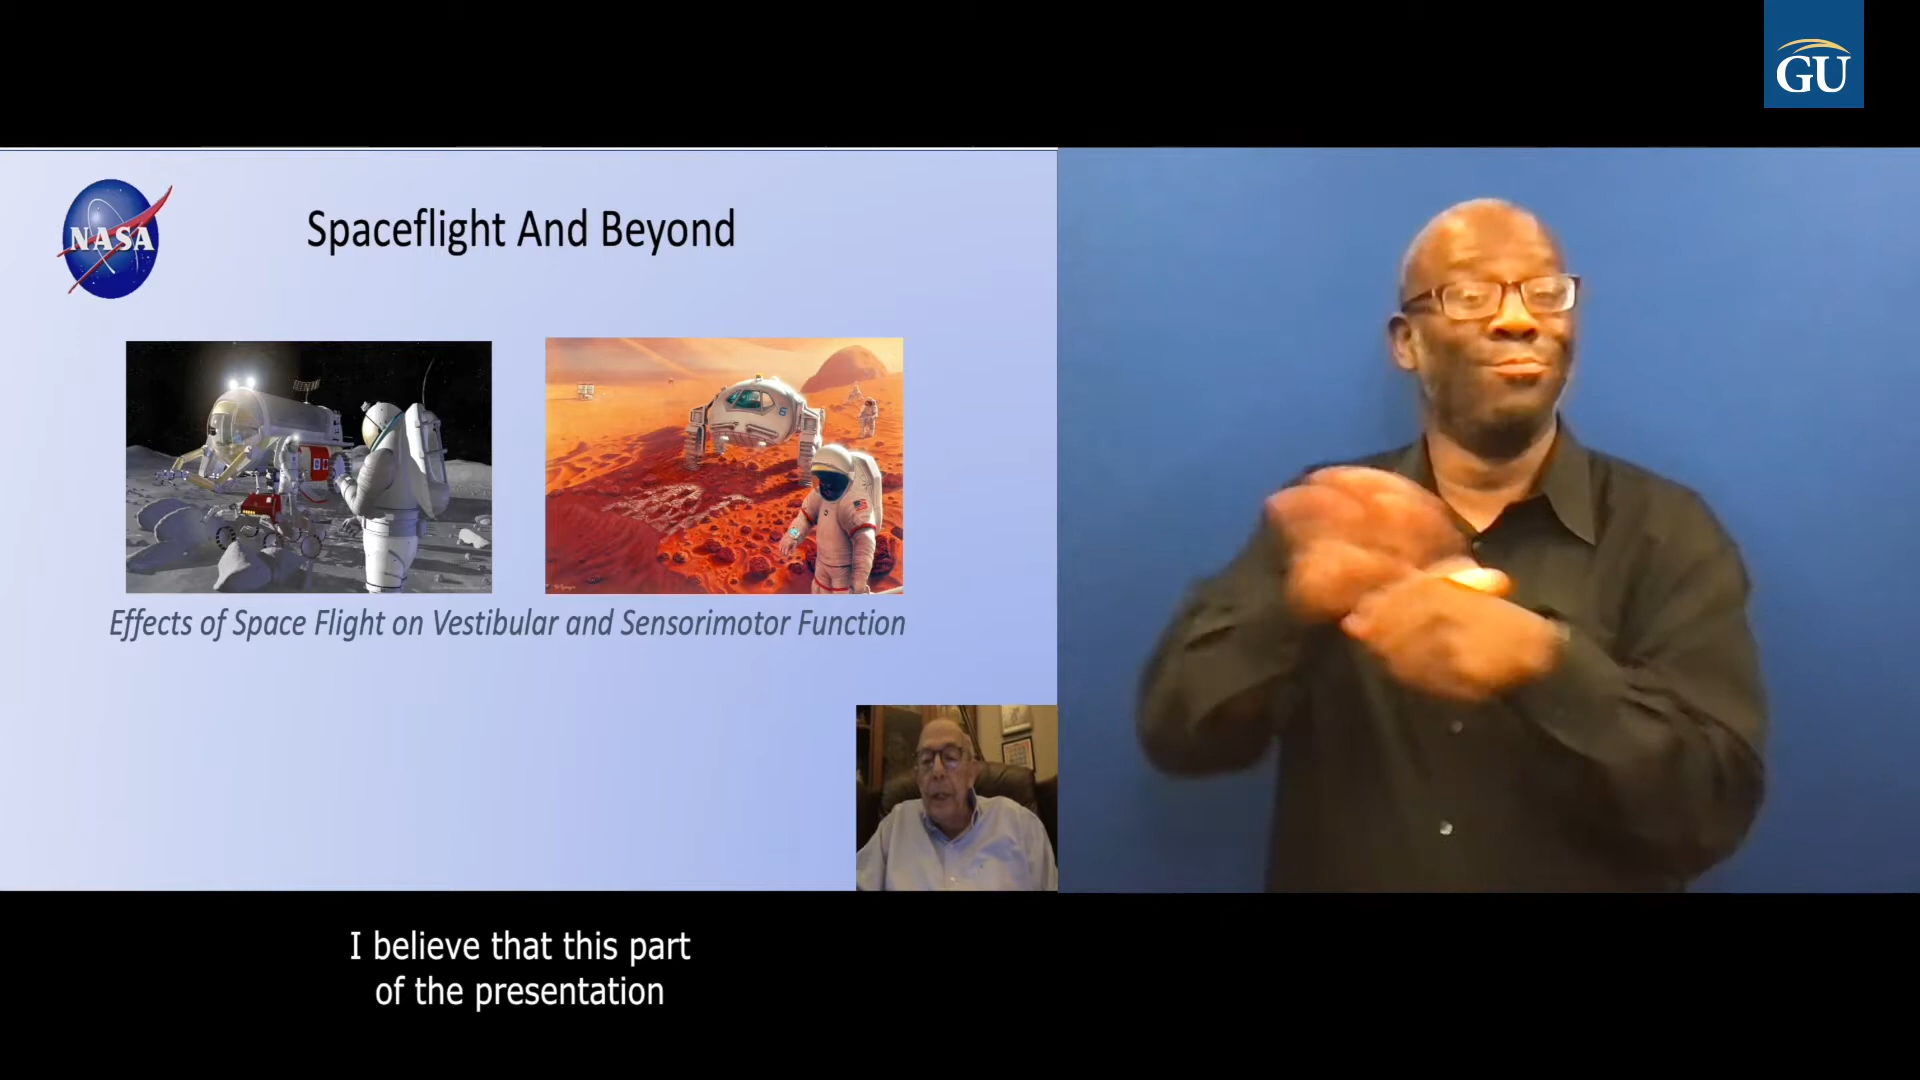 GU
NASA
Spaceflight And Beyond
6
Effects of Space Flight on Vestibular and Sensorimotor Function
I believe that this part
of the presentation